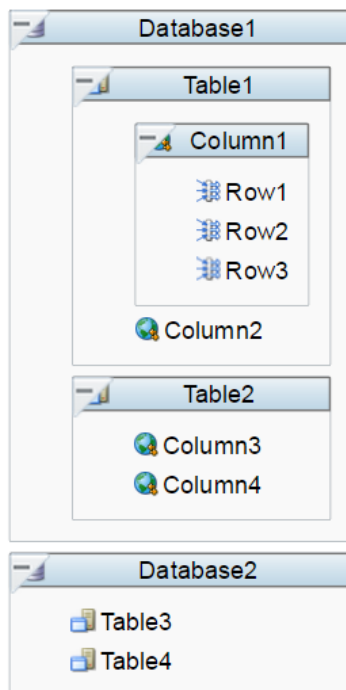 Database1
Table1
Column1
Row1
Row2
Row3
Column2
Table2
Column3
Column4
Database2
Table3
Table4